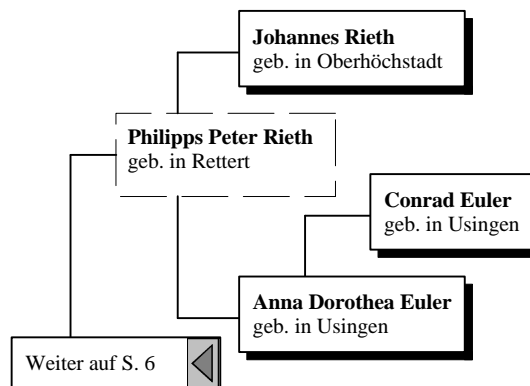 Johannes Rieth
geb. in Oberhöchstadt
Philipps Peter Rieth
geb. in Rettert
Conrad Euler
geb. in Usingen
Anna Dorothea Euler
geb. in Usingen
Weiter auf S. 6